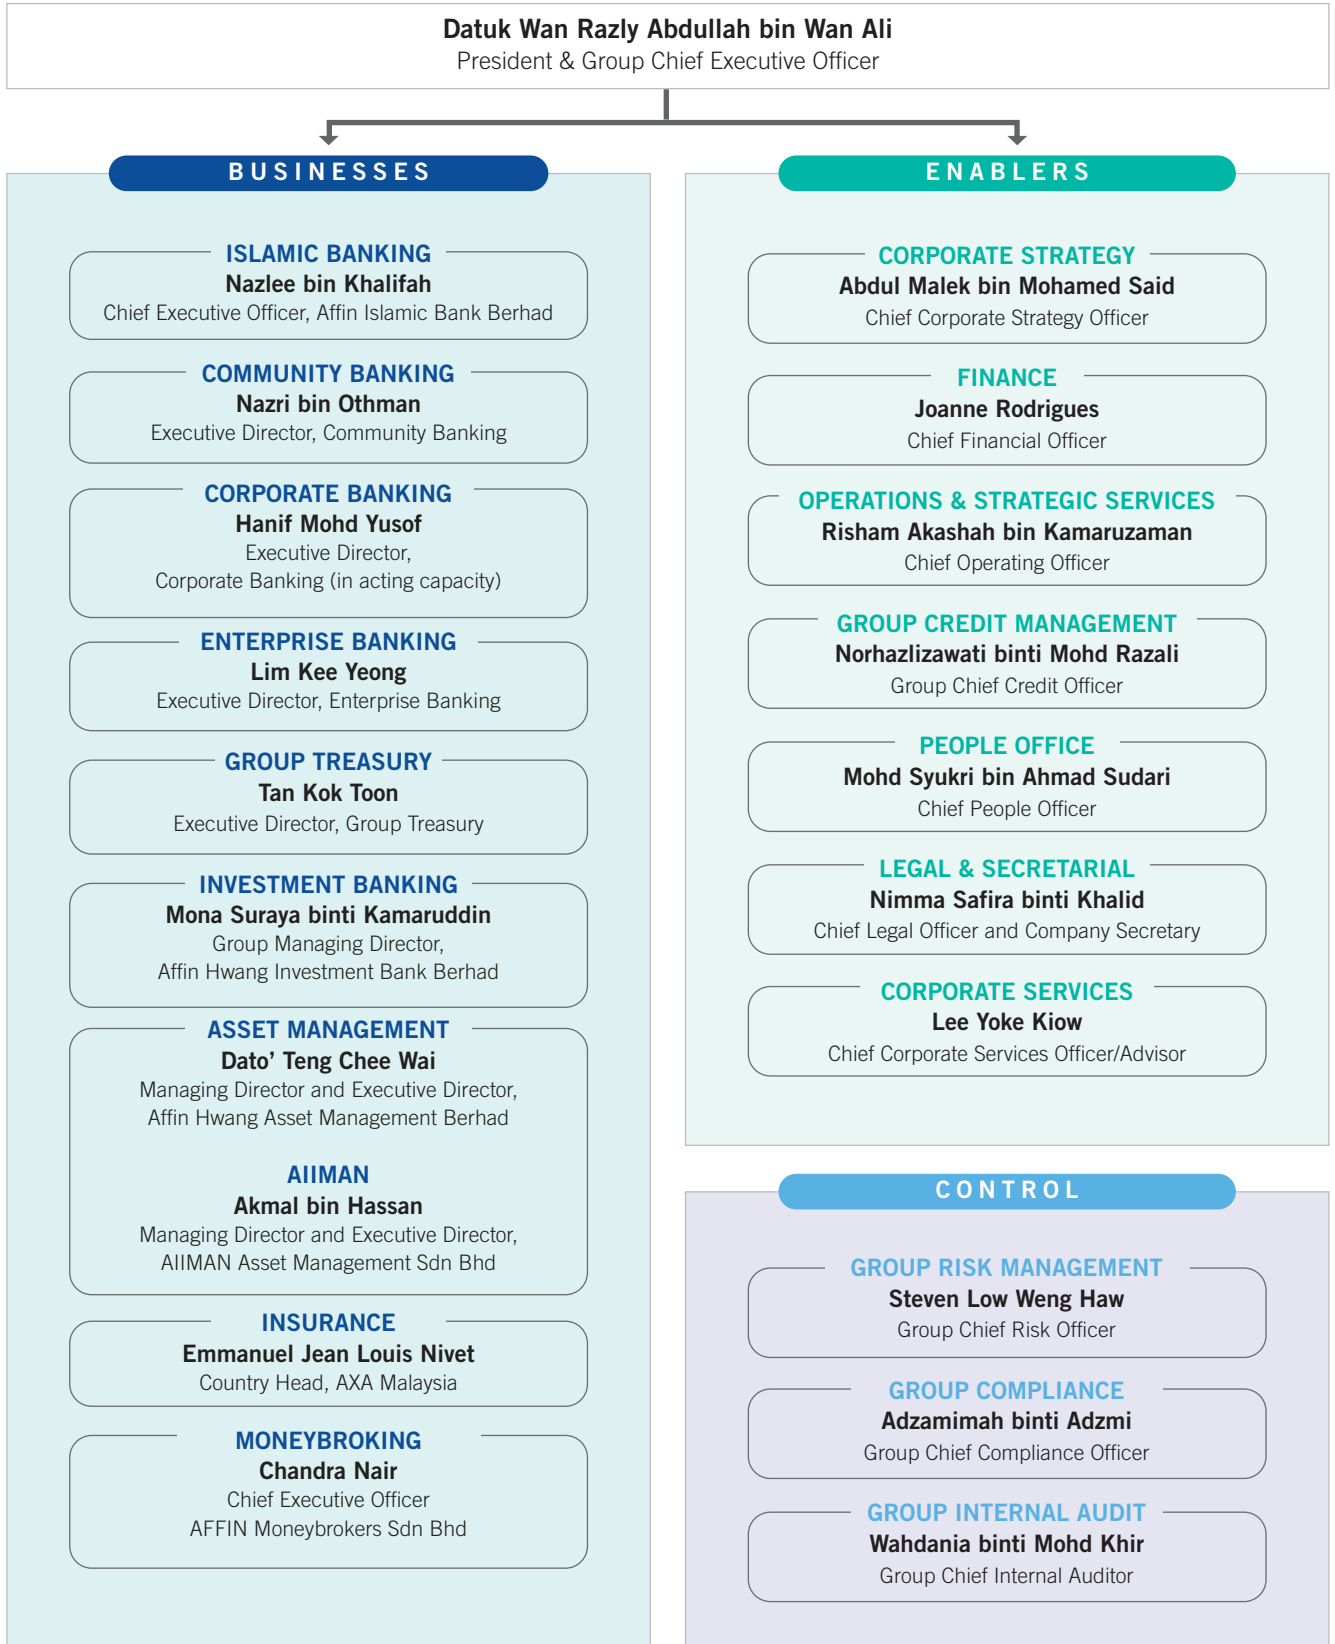 Datuk Wan Razly Abdullah bin Wan Ali
President & Group Chief Executive Officer
BUSINESSES
ISLAMIC BANKING
Nazlee bin Khalifah
Chief Executive Officer, Affin Islamic Bank Berhad
COMMUNITY BANKING
Nazri bin Othman
Executive Director, Community Banking
CORPORATE BANKING
Hanif Mohd Yusof
Executive Director,
Corporate Banking (in acting capacity)
ENTERPRISE BANKING
Lim Kee Yeong
Executive Director, Enterprise Banking
GROUP TREASURY
Tan Kok Toon
Executive Director, Group Treasury
INVESTMENT BANKING
Mona Suraya binti Kamaruddin
Group Managing Director,
Affin Hwang Investment Bank Berhad
ASSET MANAGEMENT
Dato’ Teng Chee Wai
Managing Director and Executive Director,
Affin Hwang Asset Management Berhad
AIIMAN
Akmal bin Hassan
Managing Director and Executive Director,
AIIMAN Asset Management Sdn Bhd
INSURANCE
Emmanuel Jean Louis Nivet
Country Head, AXA Malaysia
MONEYBROKING
Chandra Nair
Chief Executive Officer
AFFIN Moneybrokers Sdn Bhd
ENABLERS
CORPORATE STRATEGY
Abdul Malek bin Mohamed Said
Chief Corporate Strategy Officer
FINANCE
Joanne Rodrigues
Chief Financial Officer
OPERATIONS & STRATEGIC SERVICES
Risham Akashah bin Kamaruzaman
Chief Operating Officer
GROUP CREDIT MANAGEMENT
Norhazlizawati binti Mohd Razali
Group Chief Credit Officer
PEOPLE OFFICE
Mohd Syukri bin Ahmad Sudari
Chief People Officer
LEGAL & SECRETARIAL
Nimma Safira binti Khalid
Chief Legal Officer and Company Secretary
CORPORATE SERVICES
Lee Yoke Kiow
Chief Corporate Services Officer/Advisor
CONTROL
GROUP RISK MANAGEMENT
Steven Low Weng Haw
Group Chief Risk Officer
GROUP COMPLIANCE
Adzamimah binti Adzmi
Group Chief Compliance Officer
GROUP INTERNAL AUDIT
Wahdania binti Mohd Khir
Group Chief Internal Auditor